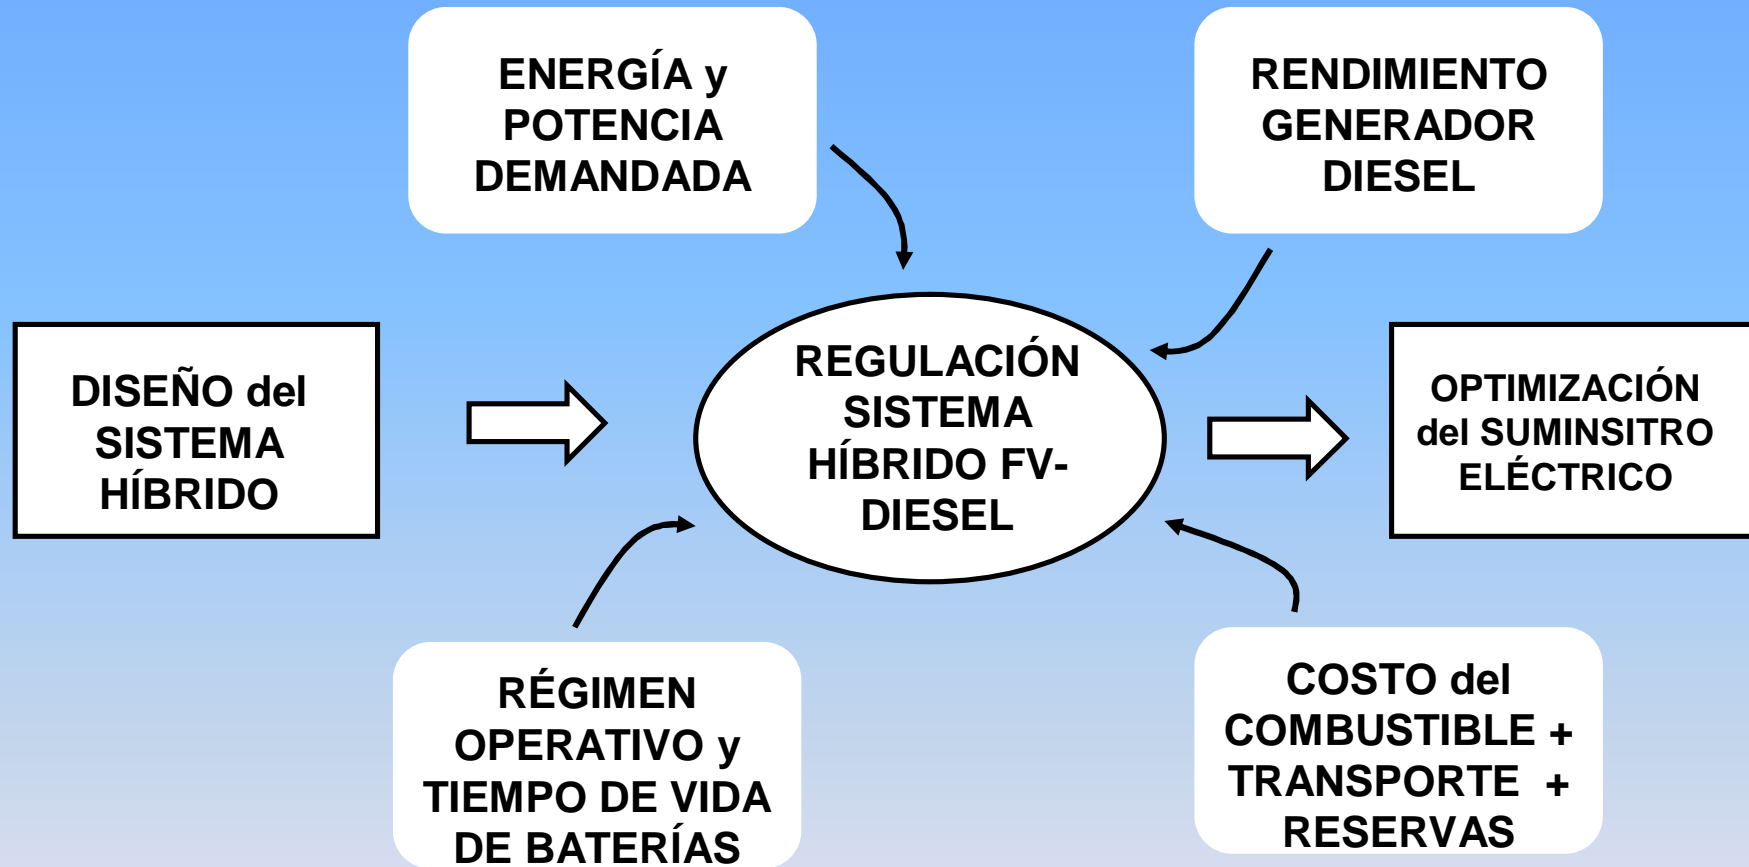 ENERGÍA y
POTENCIA
DEMANDADA
RENDIMIENTO
GENERADOR
DIESEL
DISEÑO del
SISTEMA
HÍBRIDO
REGULACIÓN
SISTEMA
HÍBRIDO FV-
DIESEL
OPTIMIZACIÓN
del SUMINSITRO
ELÉCTRICO
RÉGIMEN
OPERATIVO y
TIEMPO DE VIDA
DE BATERÍAS
COSTO del
COMBUSTIBLE +
TRANSPORTE +
RESERVAS